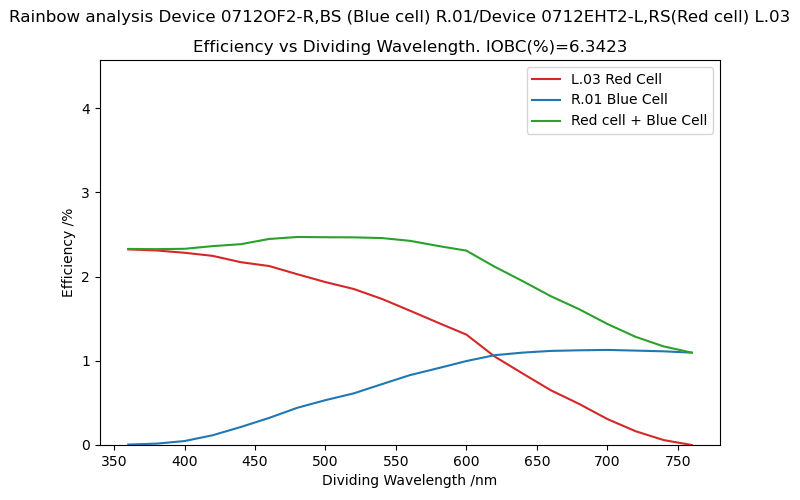 Rainbow analysis Device 0712OF2-R,BS (Blue cell) R.01/Device 0712EHT2-L,RS(Red cell) L.03
Efficiency vs Dividing Wavelength. IOBC(%)=6.3423
L.03 Red Cell
R.01 Blue Cell
Red cell + Blue Cell
Efficiency /%
4
3
2
1
0
350 400 450 500 550 600 650 700 750
Dividing Wavelength /nm